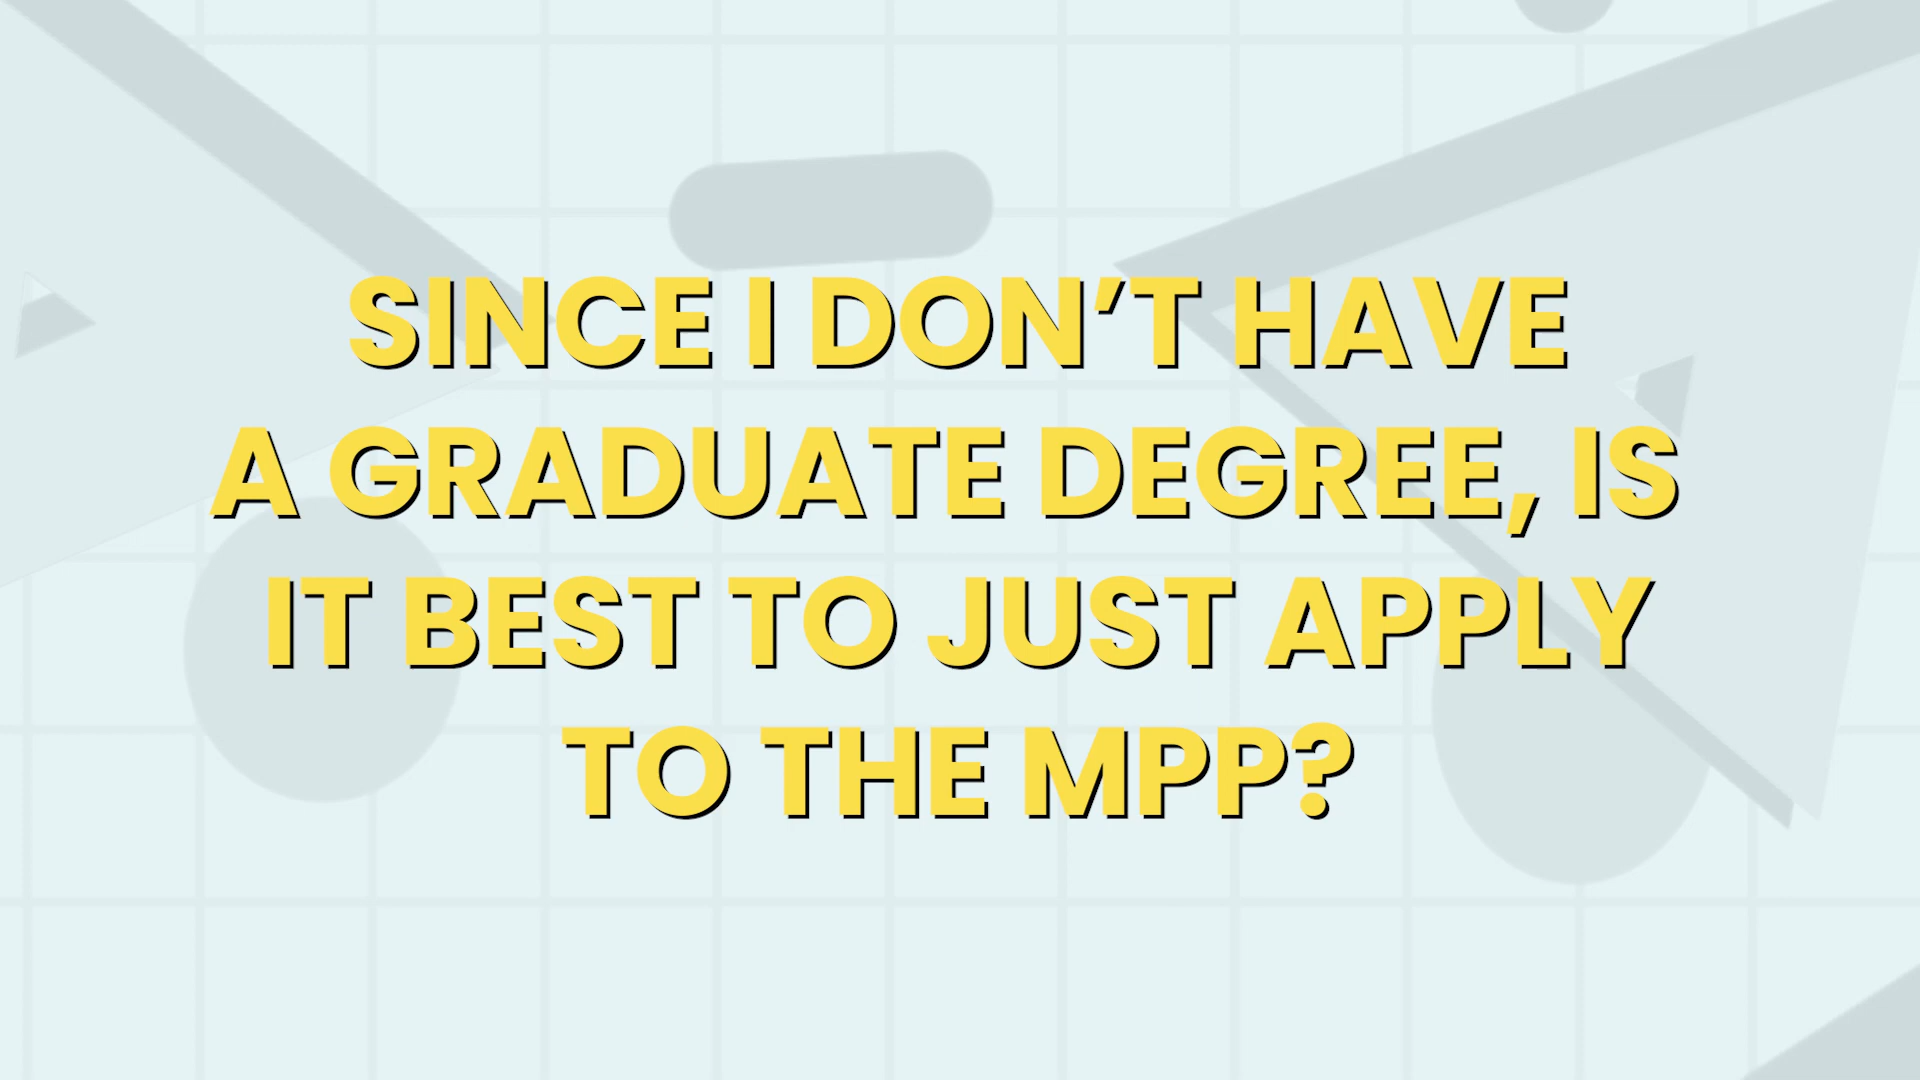 SINCE I DON’T HAVE
A GRADUATE DEGREE, IS
IT BEST TO JUST APPLY
TO THE MPP?